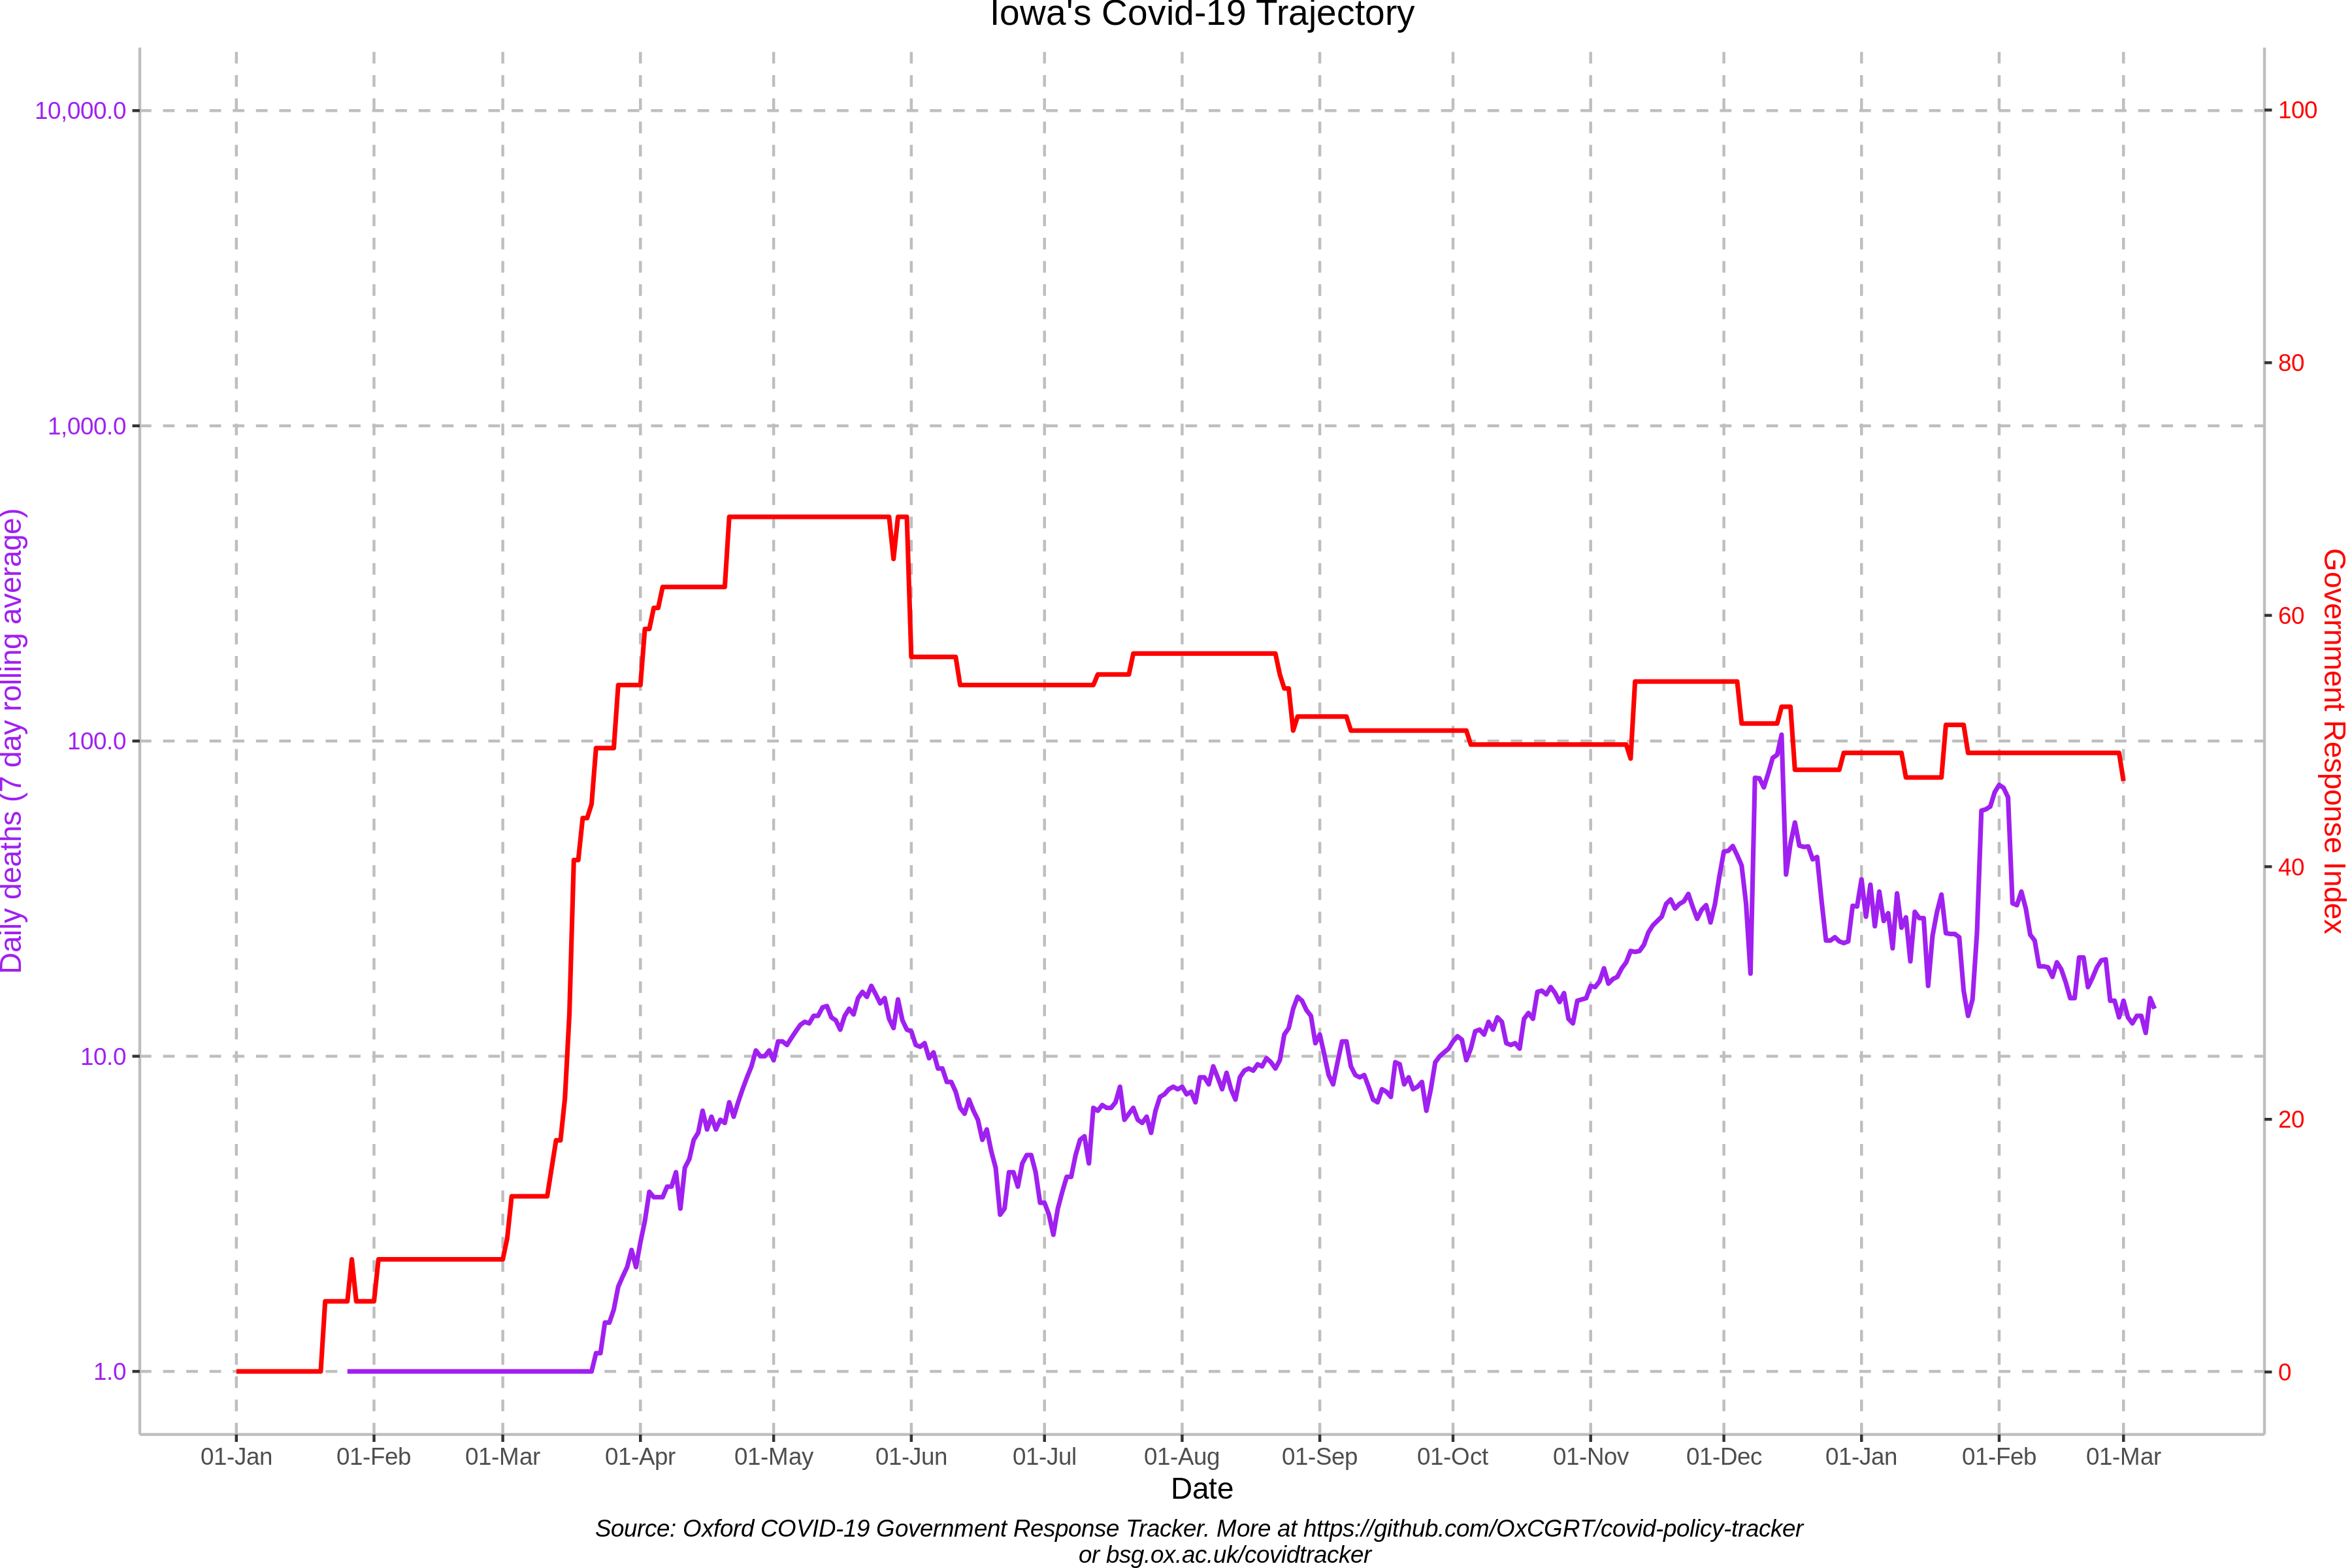 Iowa's Covid-19 Trajectory
10,000.0
1,000.0
100.0
10.0
1.0
Daily deaths (7 day rolling average)
100
80
60
40
20
0
Government Response Index
01-Jan 01-Feb 01-Mar 01-Apr 01-May 01-Jun 01-Jul 01-Aug 01-Sep 01-Oct 01-Nov 01-Dec 01-Jan 01-Feb 01-Mar
Date
Source: Oxford COVID-19 Government Response Tracker. More at https://github.com/OxCGRT/covid-policy-tracker
or bsg.ox.ac.uk/covidtracker